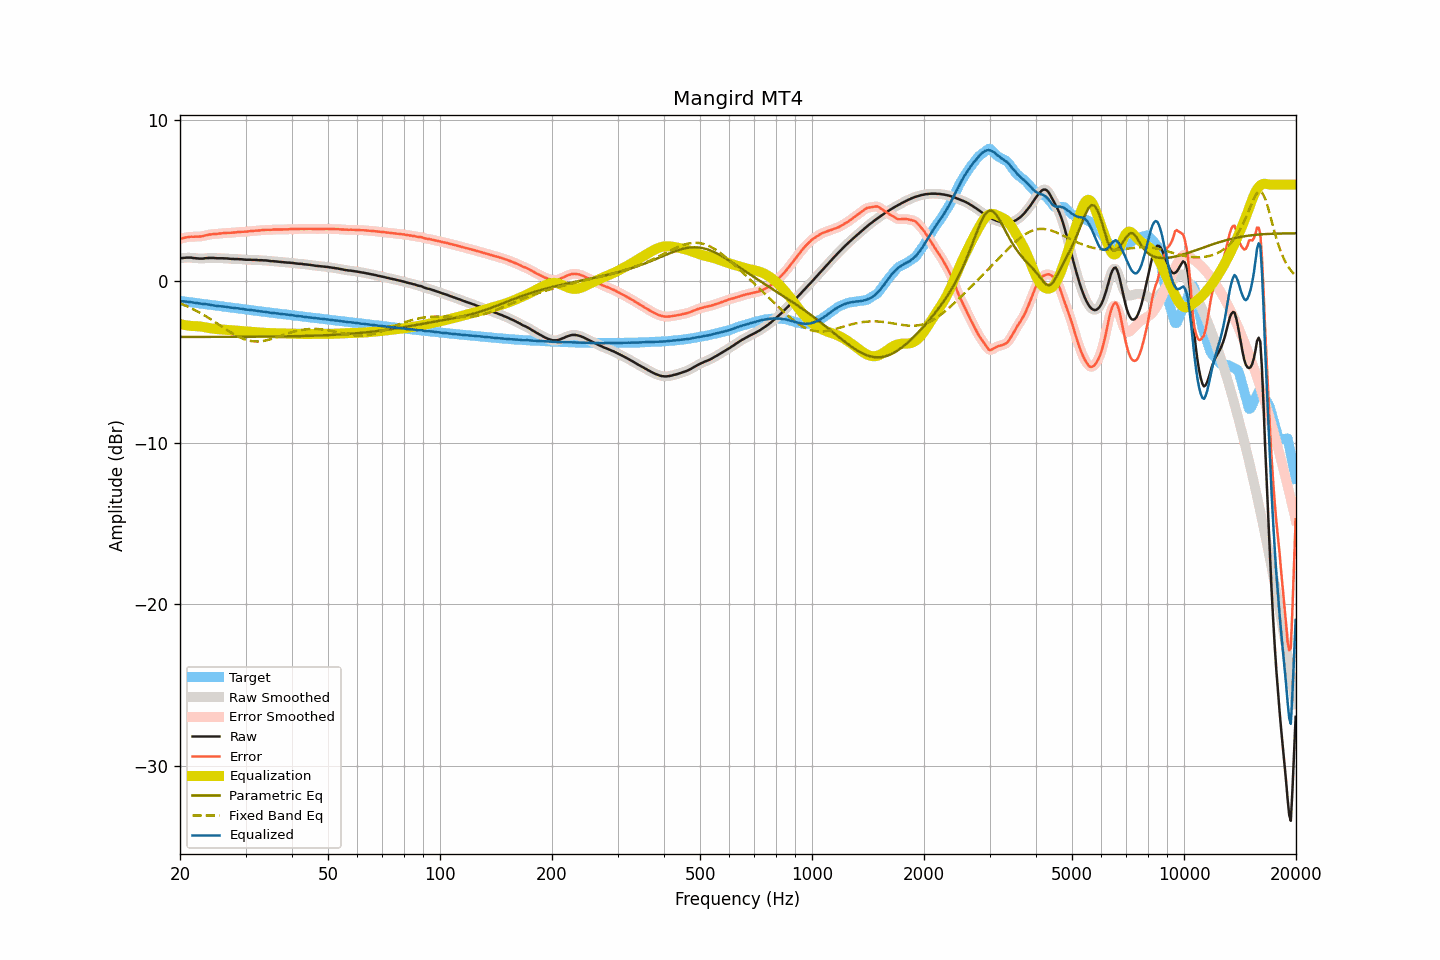 Mangird MT4
10
0
−10
−20
−30
Amplitude (dBr)
Target
Raw Smoothed
Error Smoothed
Raw
Error
Equalization
Parametric Eq
Fixed Band Eq
Equalized
20 50 100 200 500 1000 2000 5000 10000 20000
Frequency (Hz)